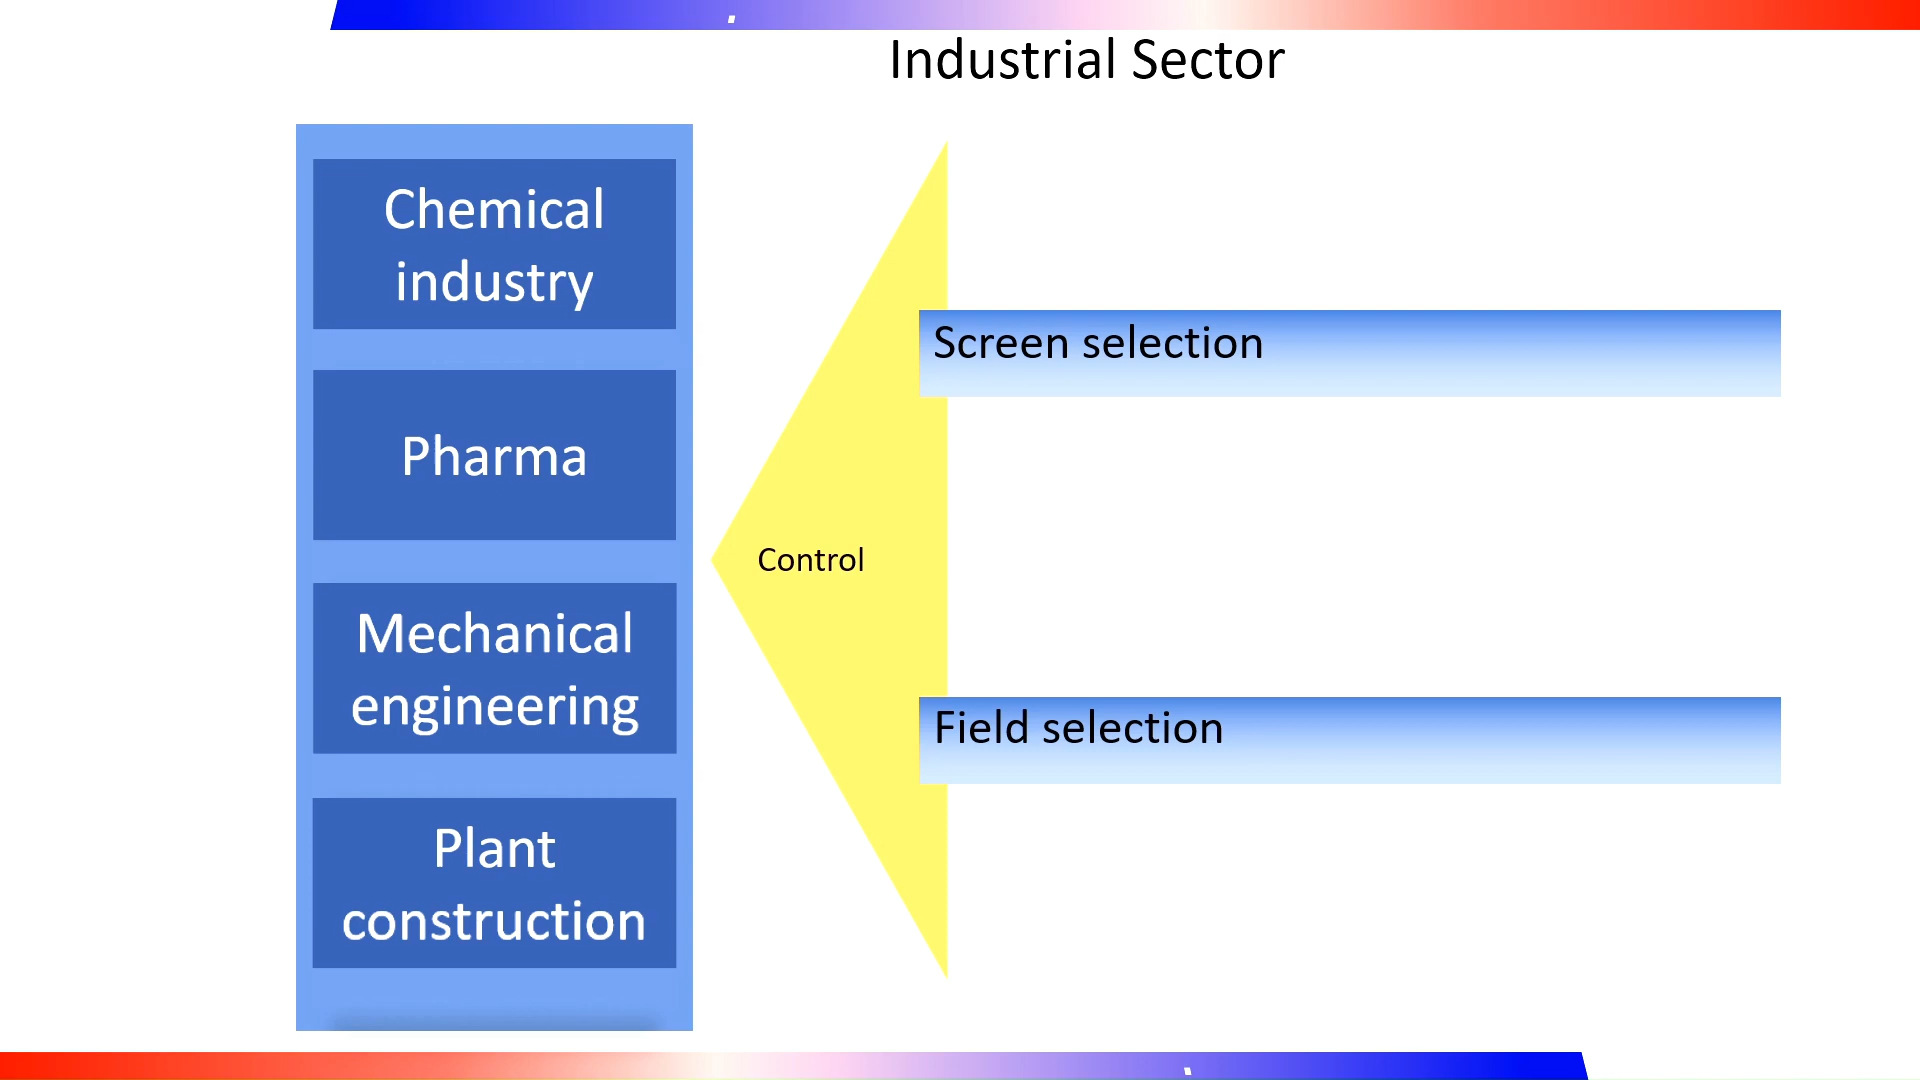 Industrial Sector
Chemical
industry
Pharma
Mechanical
engineering
Plant
construction
Control
Screen selection
Field selection